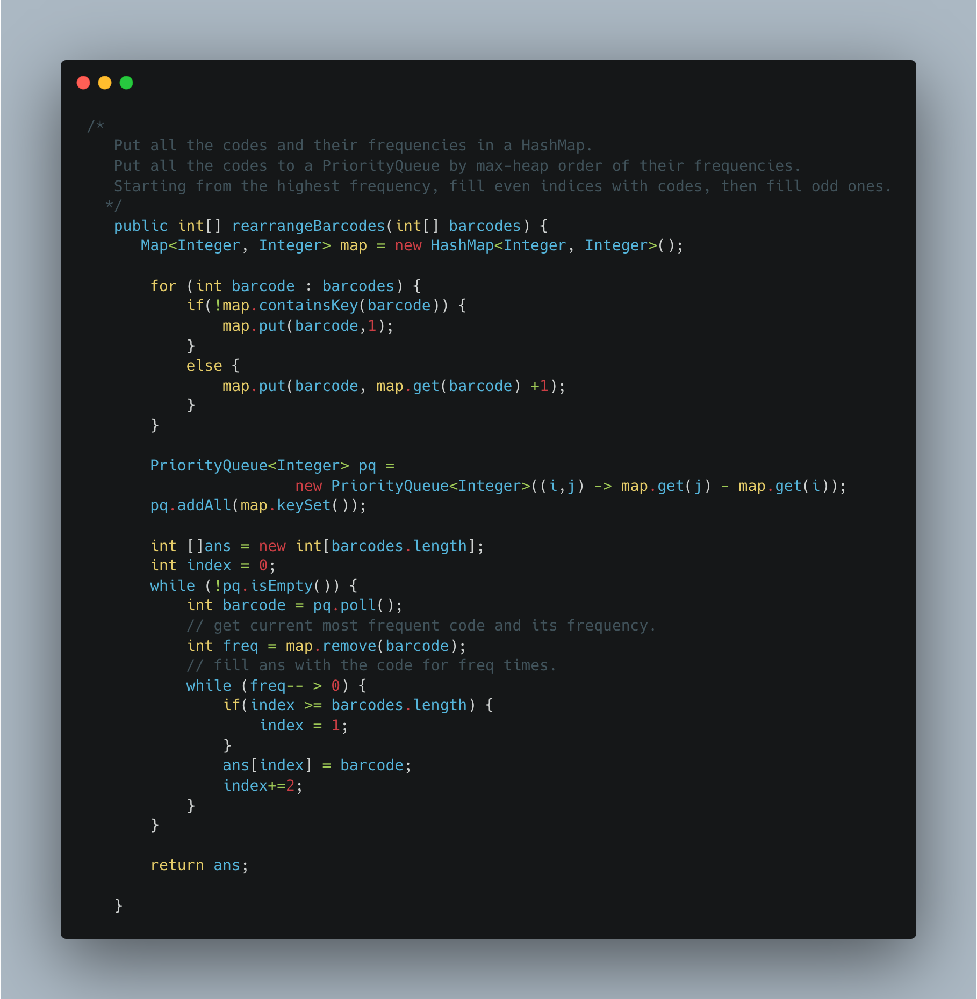 /*
   Put all the codes and their frequencies in a HashMap.
   Put all the codes to a PriorityQueue by max-heap order of their frequencies.
   Starting from the highest frequency, fill even indices with codes, then fill odd ones.
  */
   public int[] rearrangeBarcodes(int[] barcodes) {
      Map<Integer, Integer> map = new HashMap<Integer, Integer>();

       for (int barcode : barcodes) {
           if(!map.containsKey(barcode)) {
               map.put(barcode,1);
           }
           else {
               map.put(barcode, map.get(barcode) +1);
           }
       }

       PriorityQueue<Integer> pq =
                       new PriorityQueue<Integer>((i,j) -> map.get(j) - map.get(i));
       pq.addAll(map.keySet());

       int []ans = new int[barcodes.length];
       int index = 0;
       while (!pq.isEmpty()) {
           int barcode = pq.poll();
           // get current most frequent code and its frequency.
           int freq = map.remove(barcode);
           // fill ans with the code for freq times.
           while (freq-- > 0) {
               if(index >= barcodes.length) {
                   index = 1;
               }
               ans[index] = barcode;
               index+=2;
           }
       }

       return ans;

   }